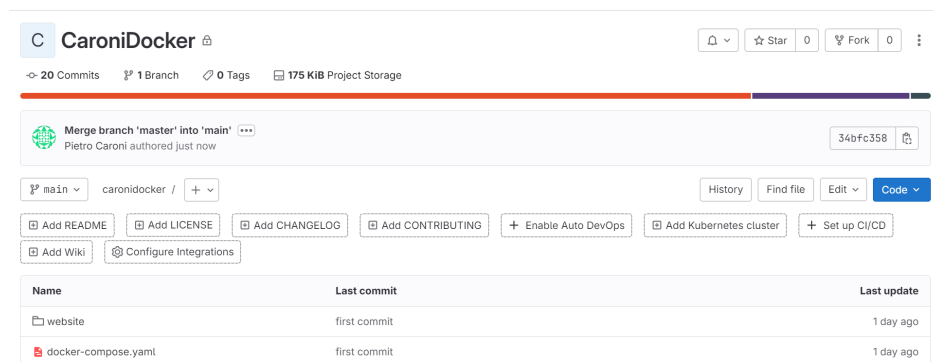 C CaroniDocker
Star 0 Fork 0
20 Commits 1 Branch 0 Tags 175 KiB Project Storage
Merge branch 'master' into 'main'
Pietro Caroni authored just now
34bfc358
main caronidocker / + History Find file Edit Code
Add README Add LICENSE Add CHANGELOG Add CONTRIBUTING + Enable Auto DevOps Add Kubernetes cluster + Set up CI/CD
Add Wiki Configure Integrations
Name Last commit Last update
website first commit 1 day ago
docker-compose.yaml first commit 1 day ago